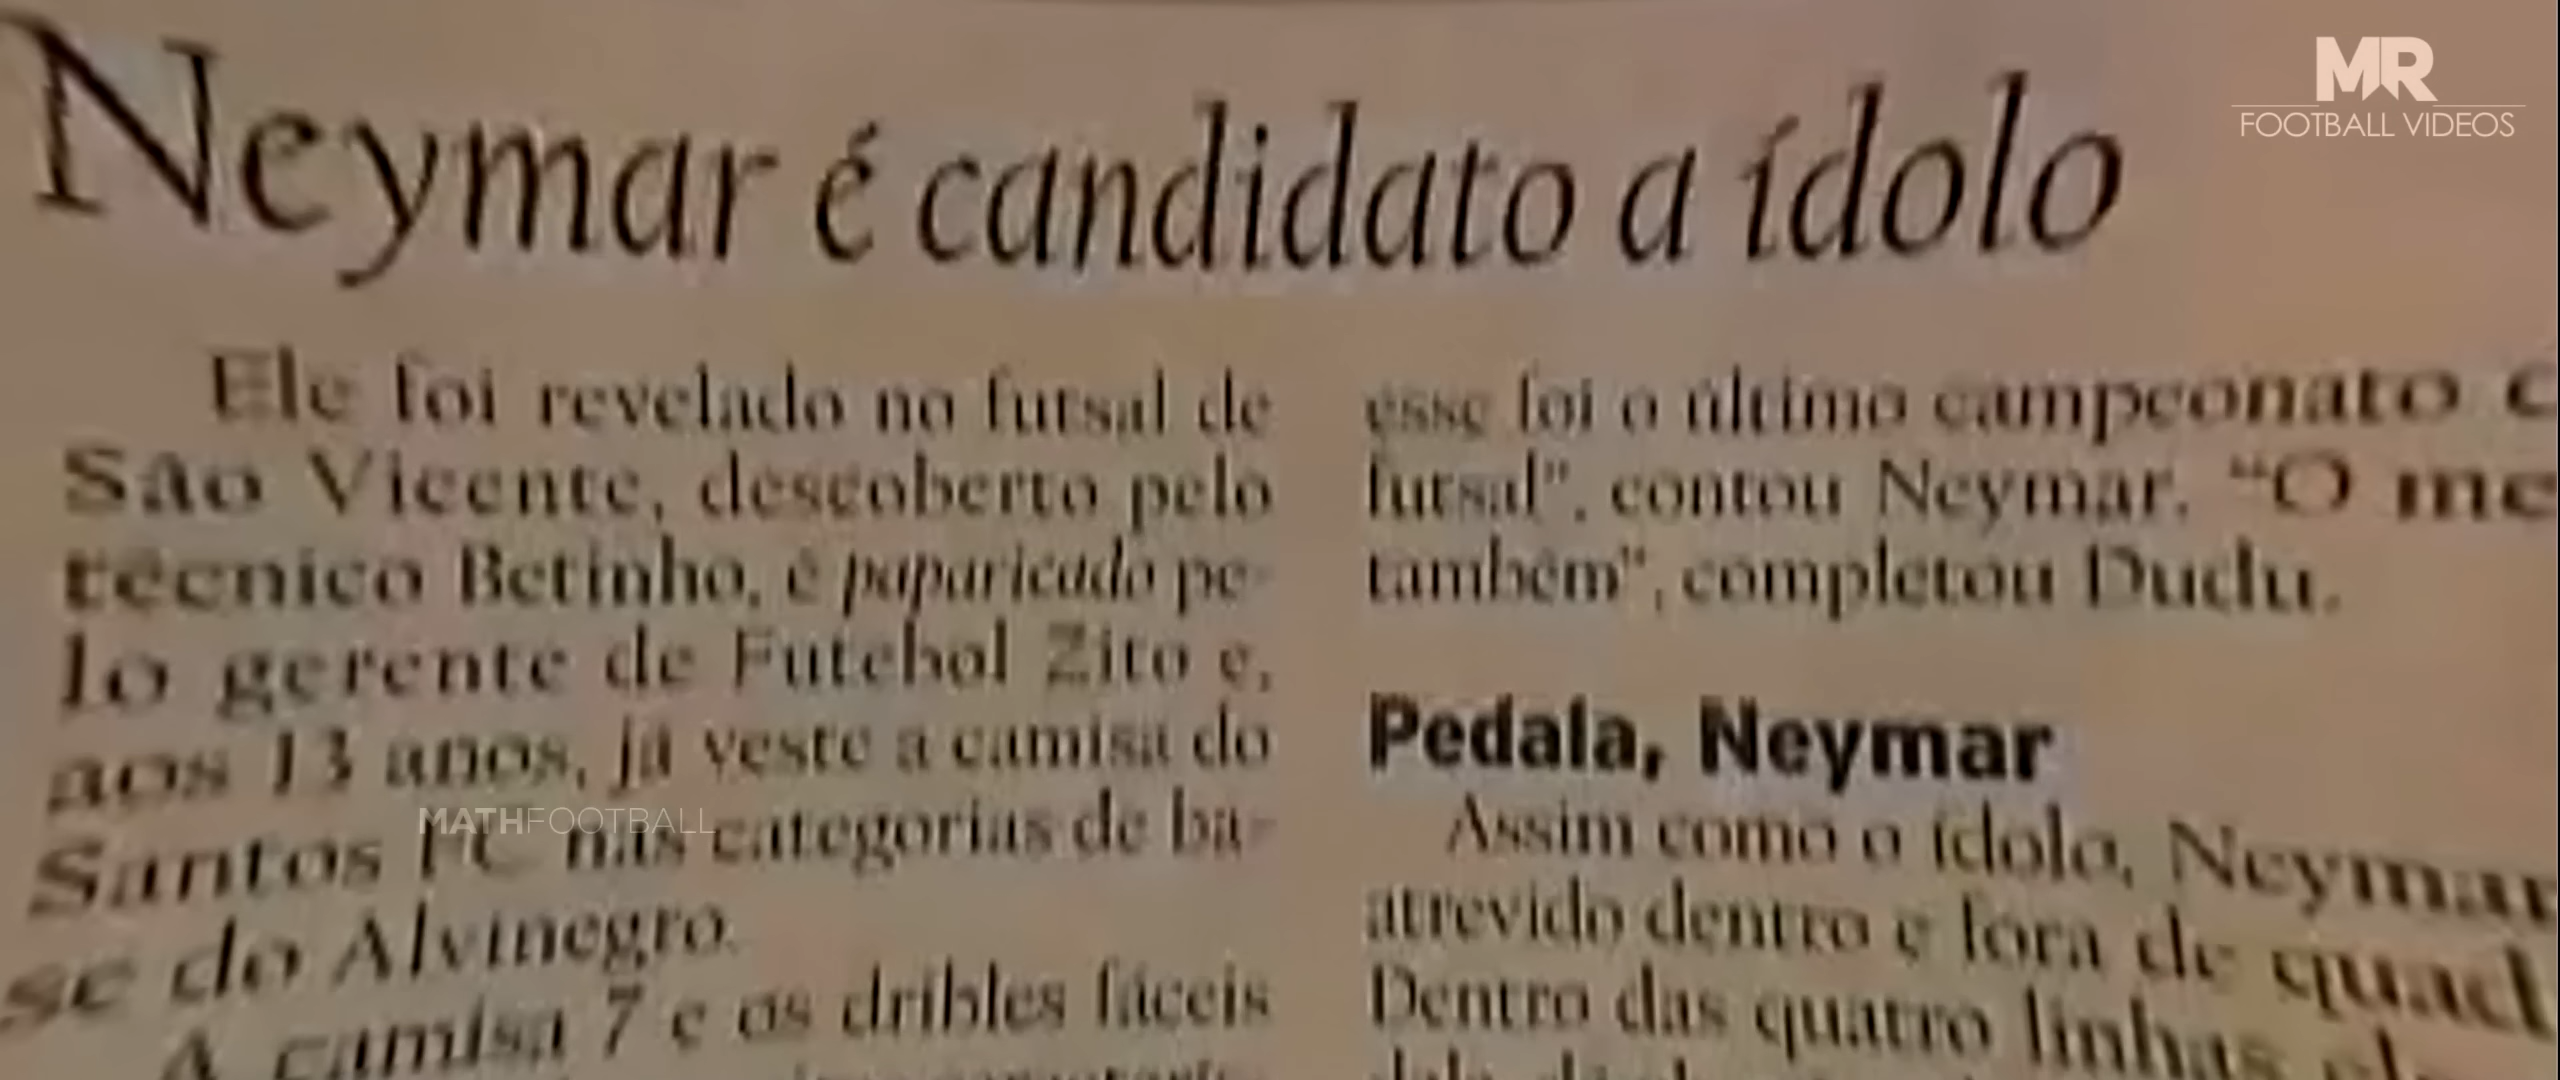 Neymar é candidato a ídolo
Ele foi revelado no futsal de
São Vicente, descoberto pelo
técnico Betinho, é paparicado pe-
lo gerente de Futebol Zito e,
aos 13 anos, já veste a camisa do
Santos FC nas categorias de ba-
se do Alvinegro.
A camisa 7 e os dribles fáceis
esse foi o último campeonato
futsal", contou Neymar. "O me
também", completou Dudu.
Pedala, Neymar
Assim como o ídolo, Neymar
atrevido dentro e fora de quad
Dentro das quatro linhas
MR
FOOTBALL VIDEOS
MATHFOOTBALL